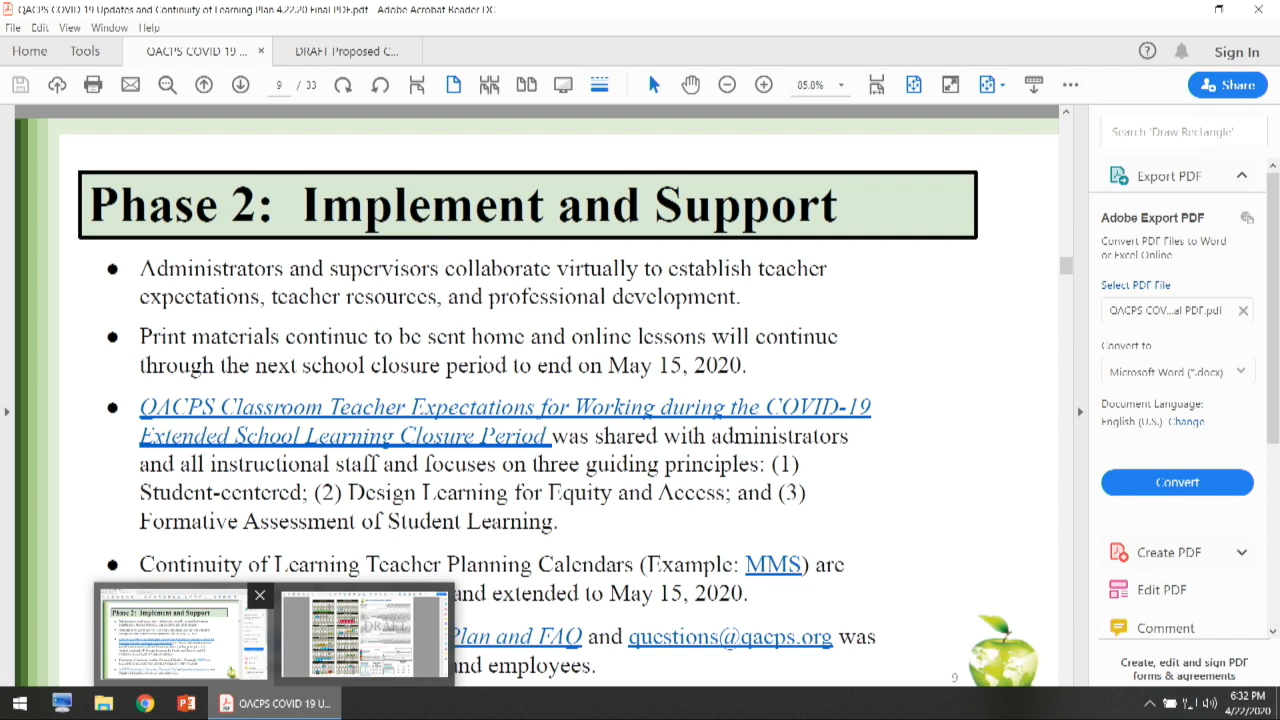 QACPS COVID 19 Updates and Continuity of Learning Plan 4.22.20 Final PDF.pdf - Adobe Acrobat Reader DC
File Edit View Window Help
Home Tools QACPS COVID 19 ... × DRAFT Proposed C... Sign In
9 / 33 85.0% Share
Search 'Draw Rectangle'
Export PDF
Adobe Export PDF
Convert PDF Files to Word
or Excel Online
Select PDF File
QACPS COV...al PDF.pdf
Convert to
Microsoft Word (*.docx)
Document Language:
English (U.S.) Change
Convert
Create PDF
Edit PDF
Comment
Create, edit and sign PDF
forms & agreements
Phase 2: Implement and Support
● Administrators and supervisors collaborate virtually to establish teacher
expectations, teacher resources, and professional development.
● Print materials continue to be sent home and online lessons will continue
through the next school closure period to end on May 15, 2020.
● QACPS Classroom Teacher Expectations for Working during the COVID-19
Extended School Learning Closure Period was shared with administrators
and all instructional staff and focuses on three guiding principles: (1)
Student-centered; (2) Design Learning for Equity and Access; and (3)
Formative Assessment of Student Learning.
● Continuity of Learning Teacher Planning Calendars (Example: MMS) are
and extended to May 15, 2020.
Plan and FAQ and questions@qacps.org was
and employees.
9
Phase 2: Implement and Support
QACPS COVID 19 U...
6:32 PM
4/22/2020